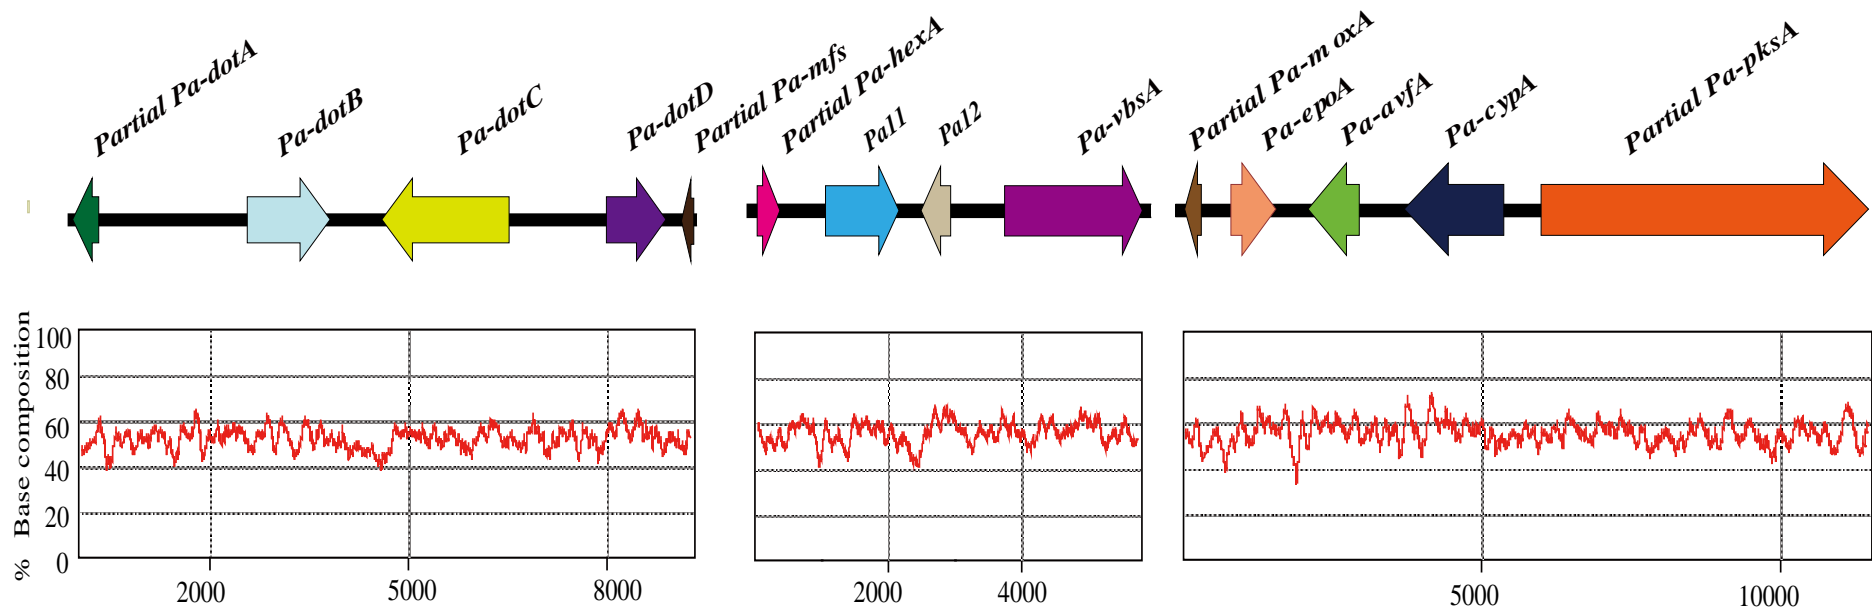 Partial Pa-dotA
Pa-dotB
Pa-dotC
Pa-dotD
Partial Pa-mfs
Partial Pa-hexA
Pa11
Pa12
Pa-vbsA
Partial Pa-m oxA
Pa-epoA
Pa-avfA
Pa-cypA
Partial Pa-pksA
% Base composition
100
80
60
40
20
0
2000
5000
8000
2000
4000
5000
10000